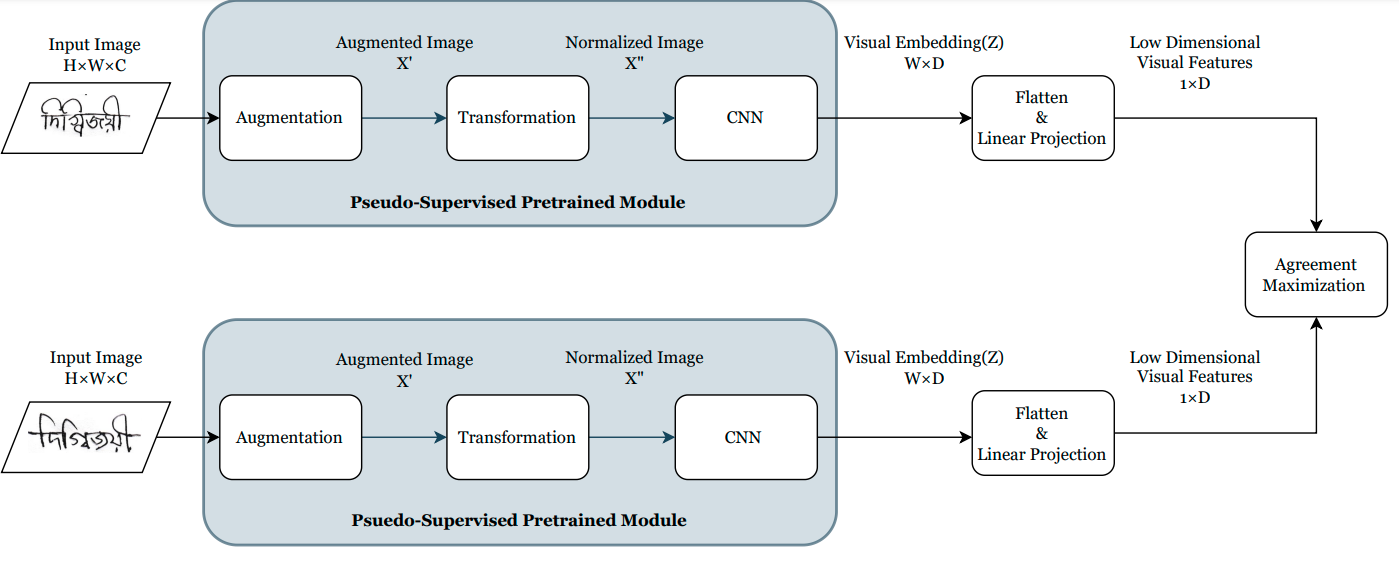 Input Image
H×W×C
দিগ্বিজয়ী
Augmented Image
X'
Normalized Image
X"
Augmentation
Transformation
CNN
Pseudo-Supervised Pretrained Module
Visual Embedding(Z)
W×D
Flatten
&
Linear Projection
Low Dimensional
Visual Features
1×D
Agreement
Maximization
Input Image
H×W×C
দিগ্বিজয়ী
Augmented Image
X'
Normalized Image
X"
Augmentation
Transformation
CNN
Psuedo-Supervised Pretrained Module
Visual Embedding(Z)
W×D
Flatten
&
Linear Projection
Low Dimensional
Visual Features
1×D